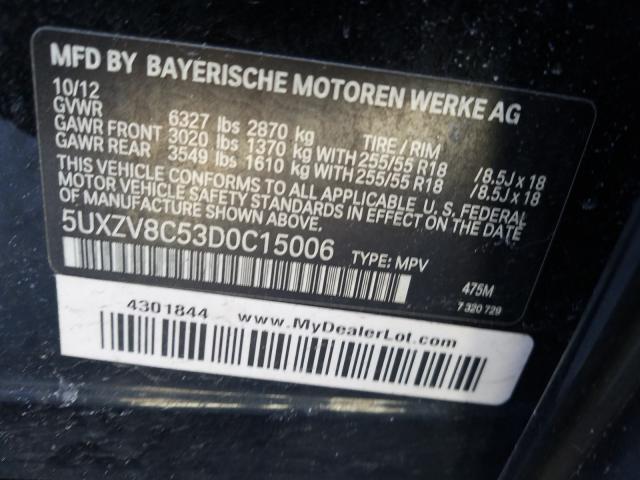 MFD BY BAYERISCHE MOTOREN WERKE AG
10/12
GVWR 6327 lbs 2870 kg TIRE / RIM
GAWR FRONT 3020 lbs 1370 kg WITH 255/55 R18 /8.5J x 18
GAWR REAR 3549 lbs 1610 kg WITH 255/55 R18 /8.5J x 18
THIS VEHICLE CONFORMS TO ALL APPLICABLE U.S. FEDERAL
MOTOR VEHICLE SAFETY STANDARDS IN EFFECT ON THE DATE
OF MANUFACTURE SHOWN ABOVE.
5UXZV8C53D0C15006 TYPE: MPV
475M
7 320 729
4301844 www.MyDealerLot.com